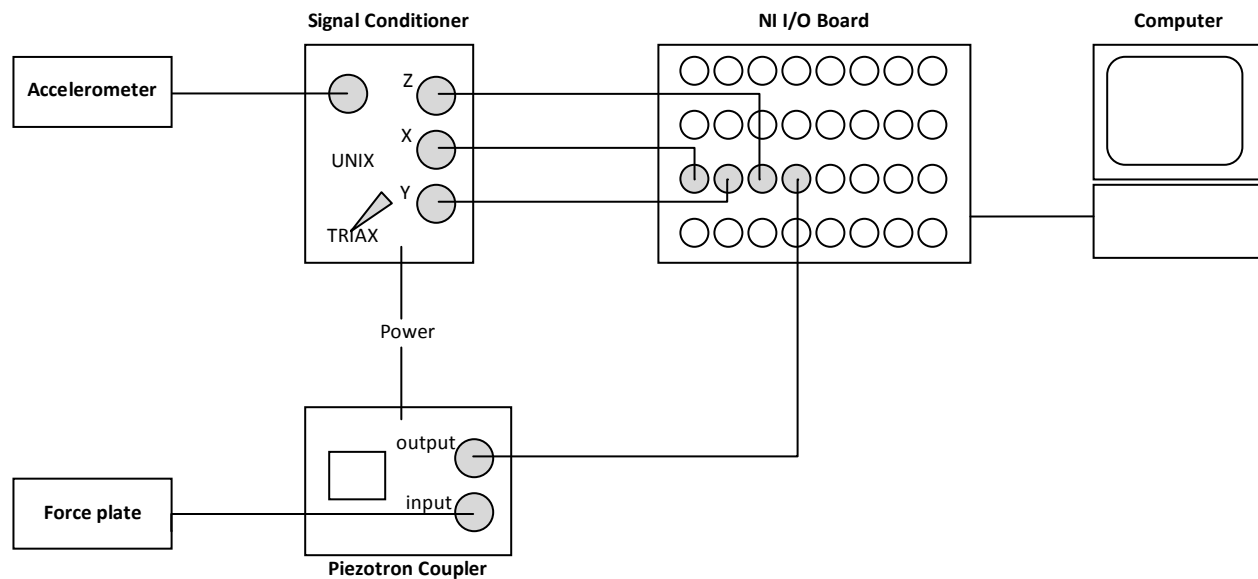 Signal Conditioner
NI I/O Board
Computer
Accelerometer
Z
X
UNIX
Y
TRIAX
Power
output
input
Force plate
Piezotron Coupler